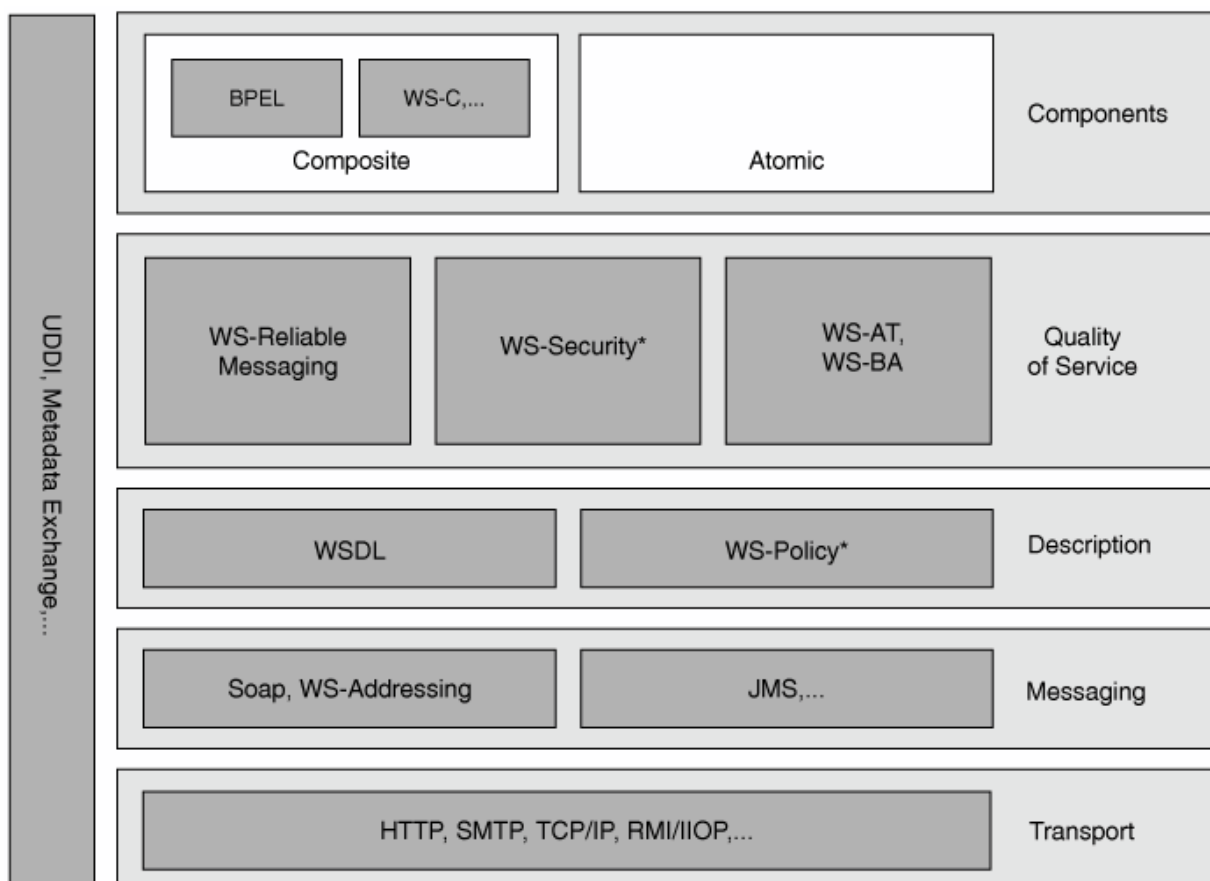 UDDI, Metadada Exchange,...
BPEL
WS-C,...
Composite
Atomic
Components
WS-Reliable
Messaging
WS-Security*
WS-AT,
WS-BA
Quality
of Service
WSDL
WS-Policy*
Description
Soap, WS-Addressing
JMS,...
Messaging
HTTP, SMTP, TCP/IP, RMI/IIOP,...
Transport